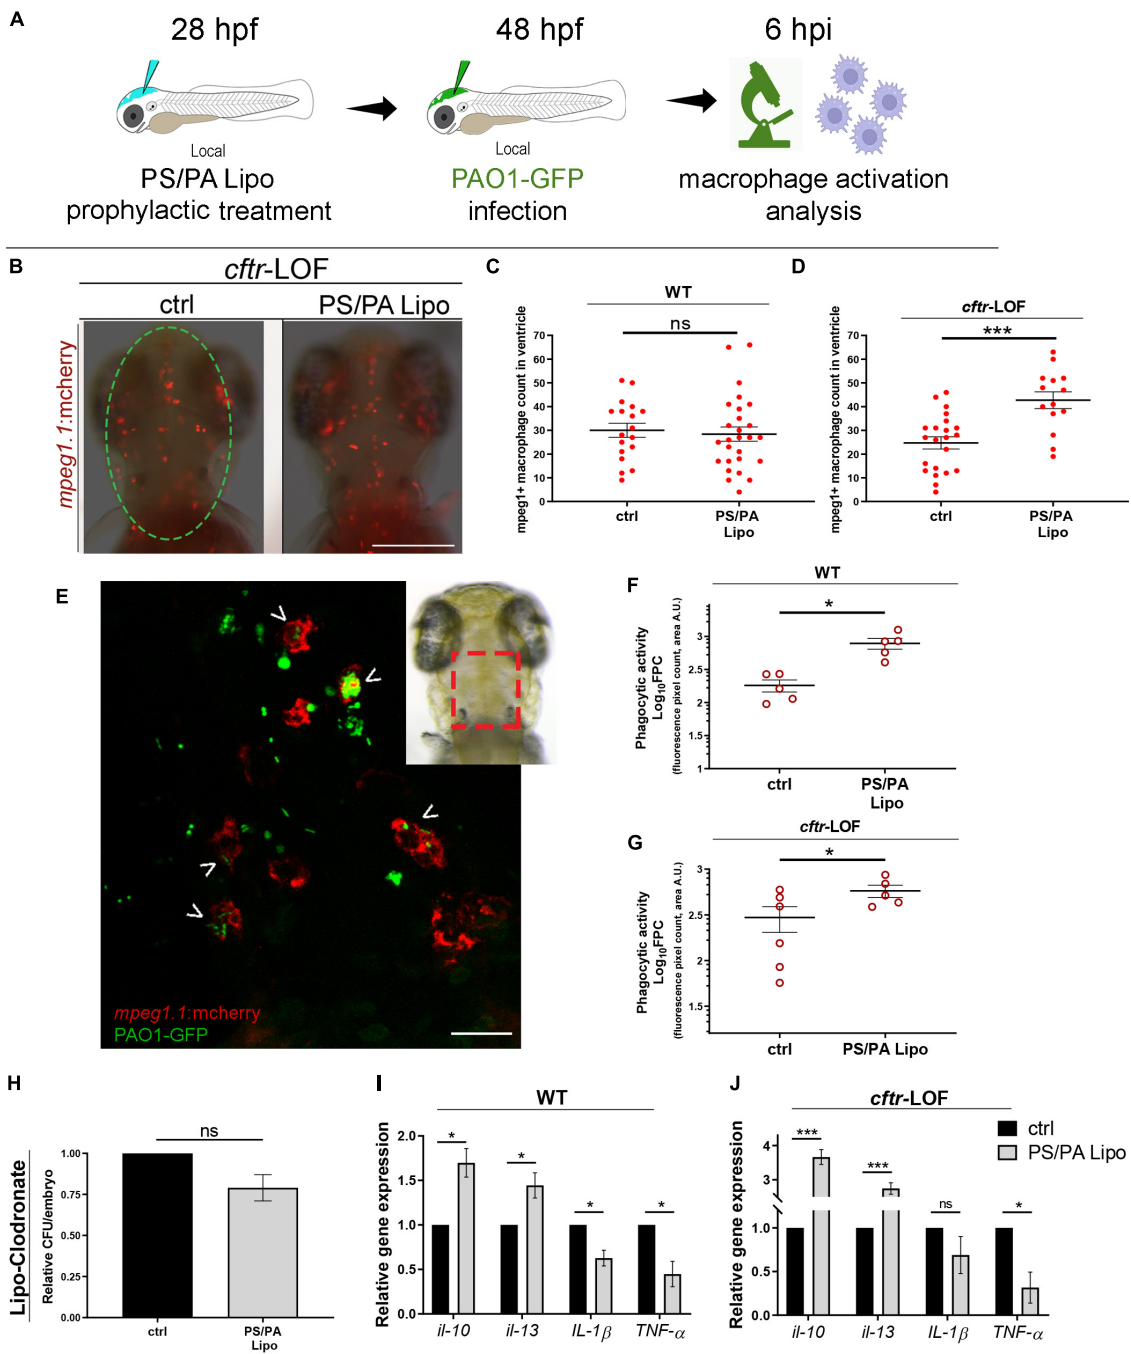 A
28 hpf
48 hpf
6 hpi
Local
Local
PS/PA Lipo
prophylactic treatment
PAO1-GFP
infection
macrophage activation
analysis
B
cftr-LOF
ctrl
PS/PA Lipo
mpeg1.1:mcherry
C
WT
ns
mpeg1+ macrophage count in ventricle
70
60
50
40
30
20
10
0
ctrl
PS/PA
Lipo
D
cftr-LOF
***
mpeg1+ macrophage count in ventricle
70
60
50
40
30
20
10
0
ctrl
PS/PA
Lipo
E
mpeg1.1:mcherry
PAO1-GFP
F
WT
*
Phagocytic activity
Log10FPC
(fluorescence pixel count, area A.U.)
3
2.5
2
1.5
1
ctrl
PS/PA
Lipo
G
cftr-LOF
*
Phagocytic activity
Log10FPC
(fluorescence pixel count, area A.U.)
3
2.5
2
1.5
ctrl
PS/PA Lipo
H
Lipo-Clodronate
Relative CFU/embryo
ns
1.00
0.75
0.50
0.25
0.00
ctrl
PS/PA
Lipo
I
WT
Relative gene expression
2.0
1.5
1.0
0.5
0.0
*
*
*
*
il-10
il-13
IL-1β
TNF-α
J
cftr-LOF
Relative gene expression
4
3
1.0
0.5
0.0
***
***
ns
*
il-10
il-13
IL-1β
TNF-α
ctrl
PS/PA Lipo